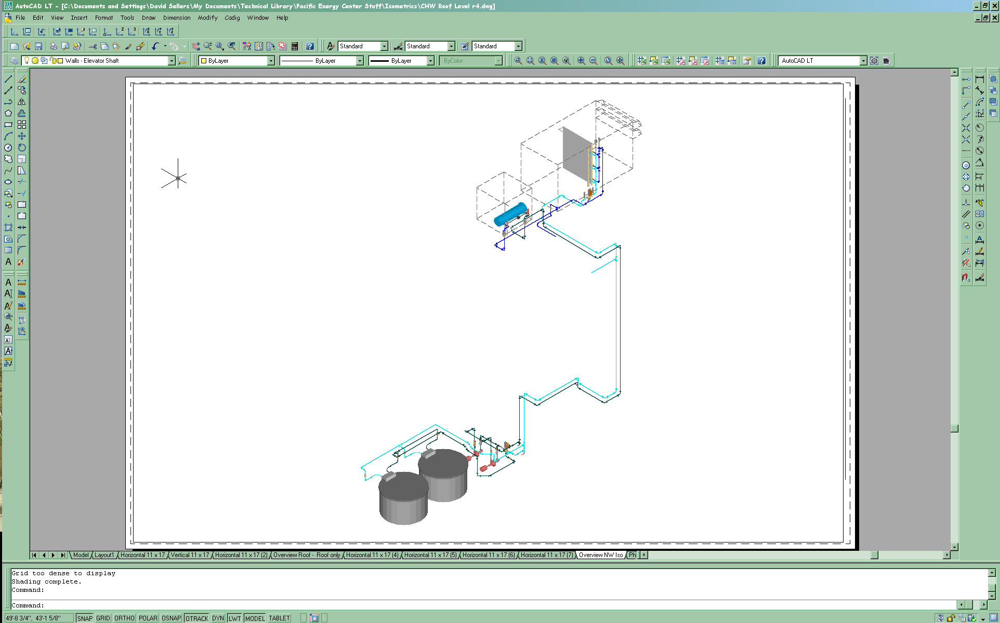 AutoCAD LT - [C:\Documents and Settings\David Sellers\My Documents\Technical Library\Pacific Energy Center Stuff\Isometrics\CHW Roof Level r4.dwg]
File Edit View Insert Format Tools Draw Dimension Modify Cadig Window Help
Standard Standard Standard
Walls - Elevator Shaft ByLayer ByLayer ByLayer ByColor AutoCAD LT
Model Layout1 Horizontal 11 x 17 Vertical 11 x 17 Horizontal 11 x 17 (2) Overview Roof - Roof only Horizontal 11 x 17 (4) Horizontal 11 x 17 (5) Horizontal 11 x 17 (6) Horizontal 11 x 17 (7) Overview NW Iso Ph
Grid too dense to display
Shading complete.
Command:
Command:
49'-8 3/4", 43'-1 5/8" SNAP GRID ORTHO POLAR OSNAP OTRACK DYN LWT MODEL TABLET